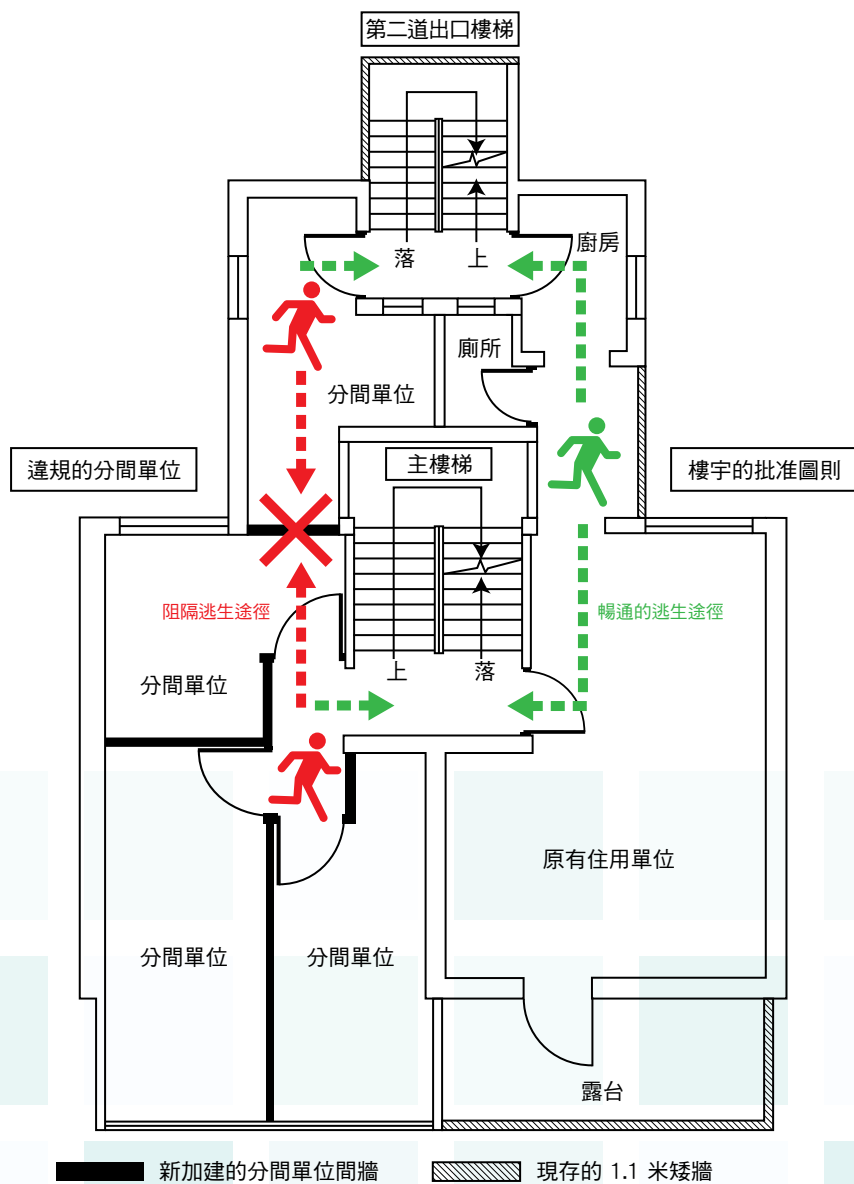 第二道出口樓梯
落
上
廚房
廁所
分間單位
違規的分間單位
主樓梯
樓宇的批准圖則
阻隔逃生途徑
暢通的逃生途徑
分間單位
上
落
原有住用單位
分間單位
分間單位
露台
新加建的分間單位間牆
現存的 1.1 米矮牆